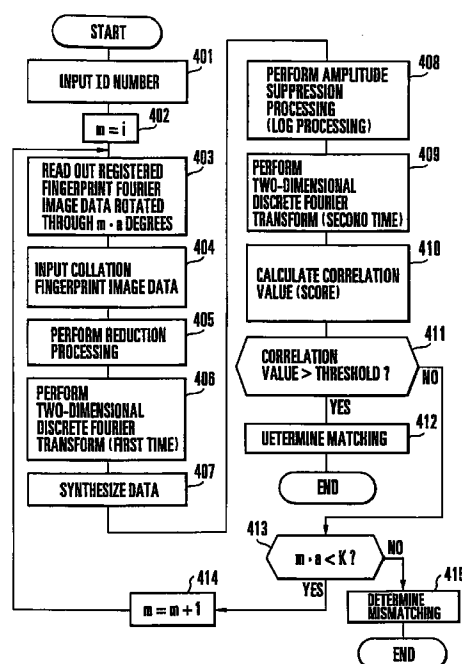 START
401
INPUT ID NUMBER
402
m = i
403
READ OUT REGISTERED
FINGERPRINT FOURIER
IMAGE DATA ROTATED
THROUGH m · a DEGREES
404
INPUT COLLATION
FINGERPRINT IMAGE DATA
405
PERFORM REDUCTION
PROCESSING
406
PERFORM
TWO-DIMENSIONAL
DISCRETE FOURIER
TRANSFORM (FIRST TIME)
407
SYNTHESIZE DATA
408
PERFORM AMPLITUDE
SUPPRESSION
PROCESSING
(LOG PROCESSING)
409
PERFORM
TWO-DIMENSIONAL
DISCRETE FOURIER
TRANSFORM (SECOND TIME)
410
CALCULATE CORRELATION
VALUE (SCORE)
411
CORRELATION
VALUE > THRESHOLD ?
NO
YES
412
DETERMINE MATCHING
END
413
m · a < K ?
NO
YES
414
m = m + 1
415
DETERMINE
MISMATCHING
END